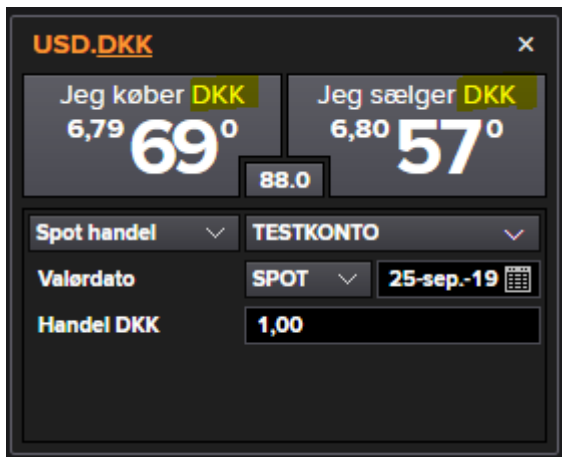 USD.DKK ×
Jeg køber DKK Jeg sælger DKK
6,79 69 0 6,80 57 0
88.0
Spot handel TESTKONTO
Valørdato SPOT 25-sep.-19
Handel DKK 1,00